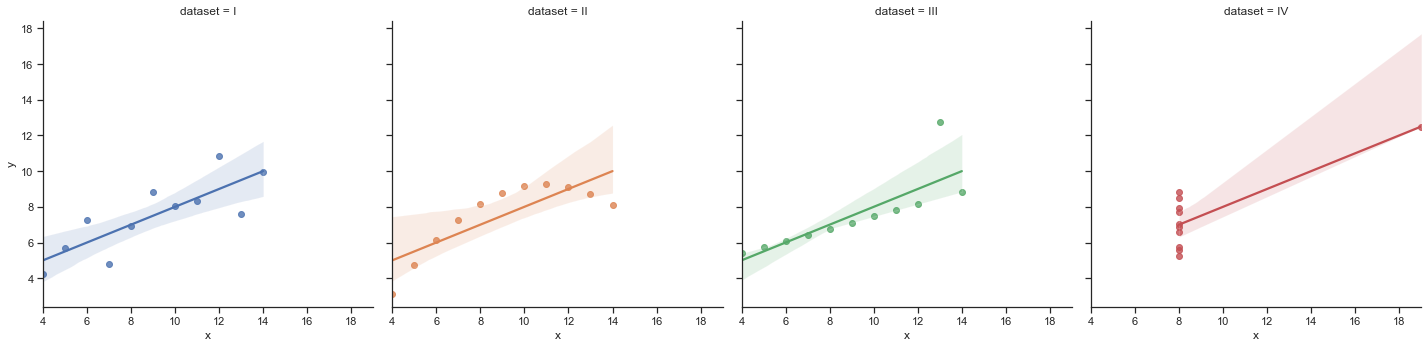 dataset = I
dataset = II
dataset = III
dataset = IV
y
18
16
14
12
10
8
6
4
4 6 8 10 12 14 16 18
4 6 8 10 12 14 16 18
4 6 8 10 12 14 16 18
4 6 8 10 12 14 16 18
x
x
x
x